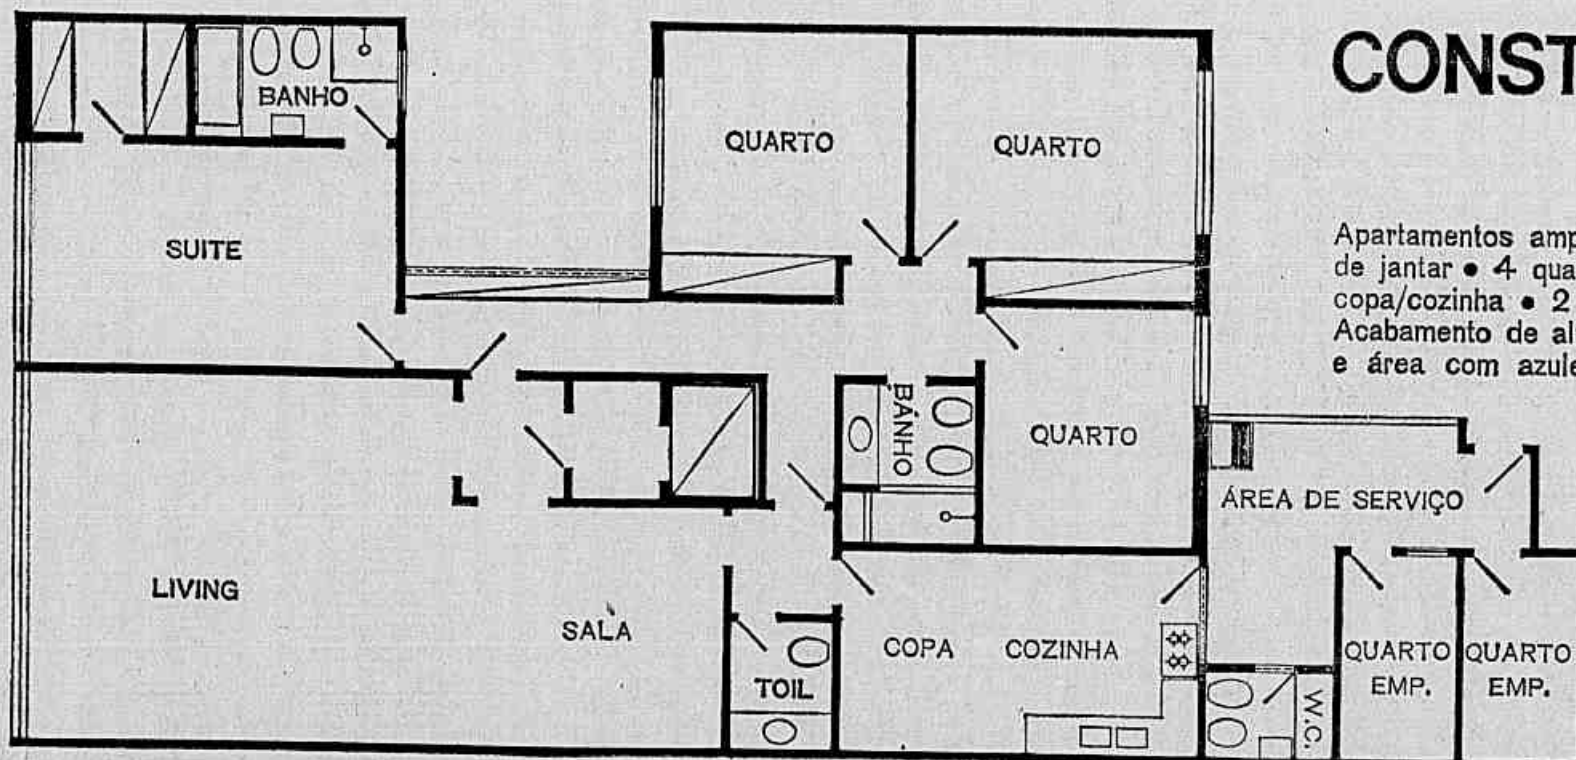 CONST
BANHO
QUARTO
QUARTO
SUITE
Apartamentos amp
de jantar • 4 qua
copa/cozinha • 2
Acabamento de al
e área com azule
BÁNHO
QUARTO
ÁREA DE SERVIÇO
LIVING
SALA
COPA
COZINHA
TOIL
QUARTO
EMP.
QUARTO
EMP.
W.C.